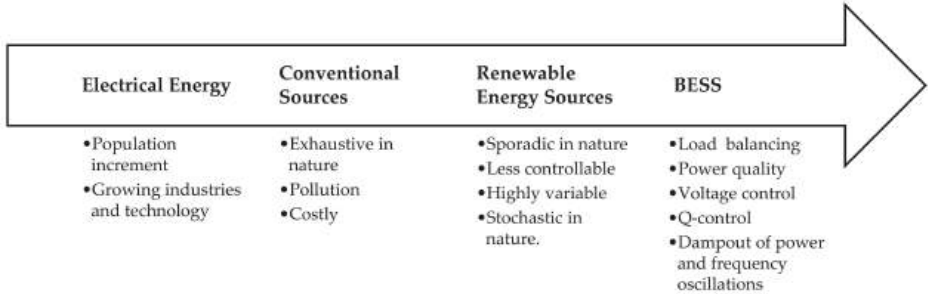 Electrical Energy
Conventional
Sources
Renewable
Energy Sources
BESS
•Population
increment
•Growing industries
and technology
•Exhaustive in
nature
•Pollution
•Costly
•Sporadic in nature
•Less controllable
•Highly variable
•Stochastic in
nature.
•Load balancing
•Power quality
•Voltage control
•Q-control
•Dampout of power
and frequency
oscillations